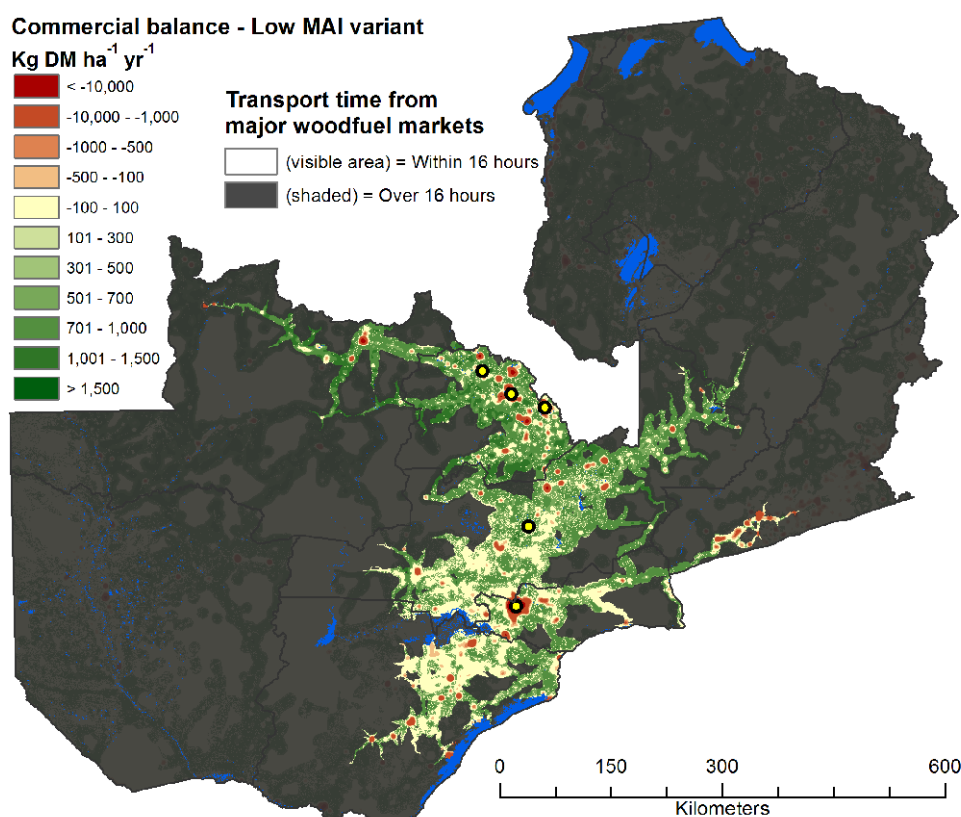 Commercial balance - Low MAI variant
Kg DM ha⁻¹ yr⁻¹
< -10,000
-10,000 - -1,000
-1000 - -500
-500 - -100
-100 - 100
101 - 300
301 - 500
501 - 700
701 - 1,000
1,001 - 1,500
> 1,500
Transport time from
major woodfuel markets
(visible area) = Within 16 hours
(shaded) = Over 16 hours
0 150 300 600
Kilometers